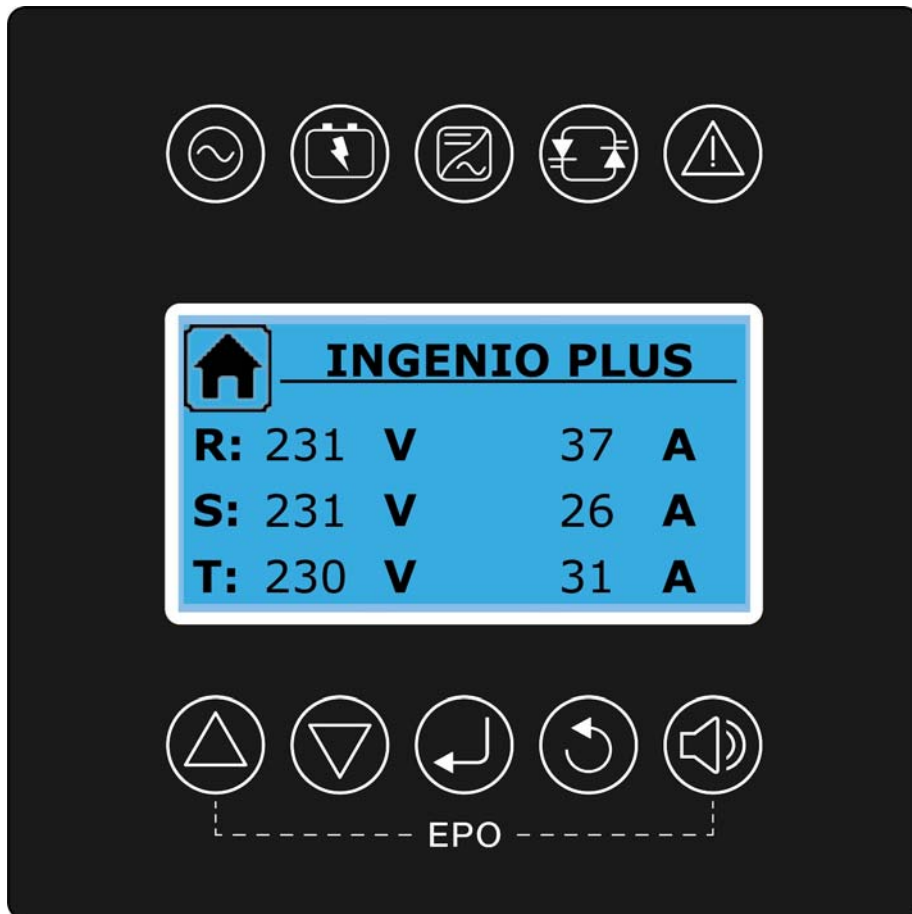 INGENIO PLUS
R: 231 V 37 A
S: 231 V 26 A
T: 230 V 31 A
EPO